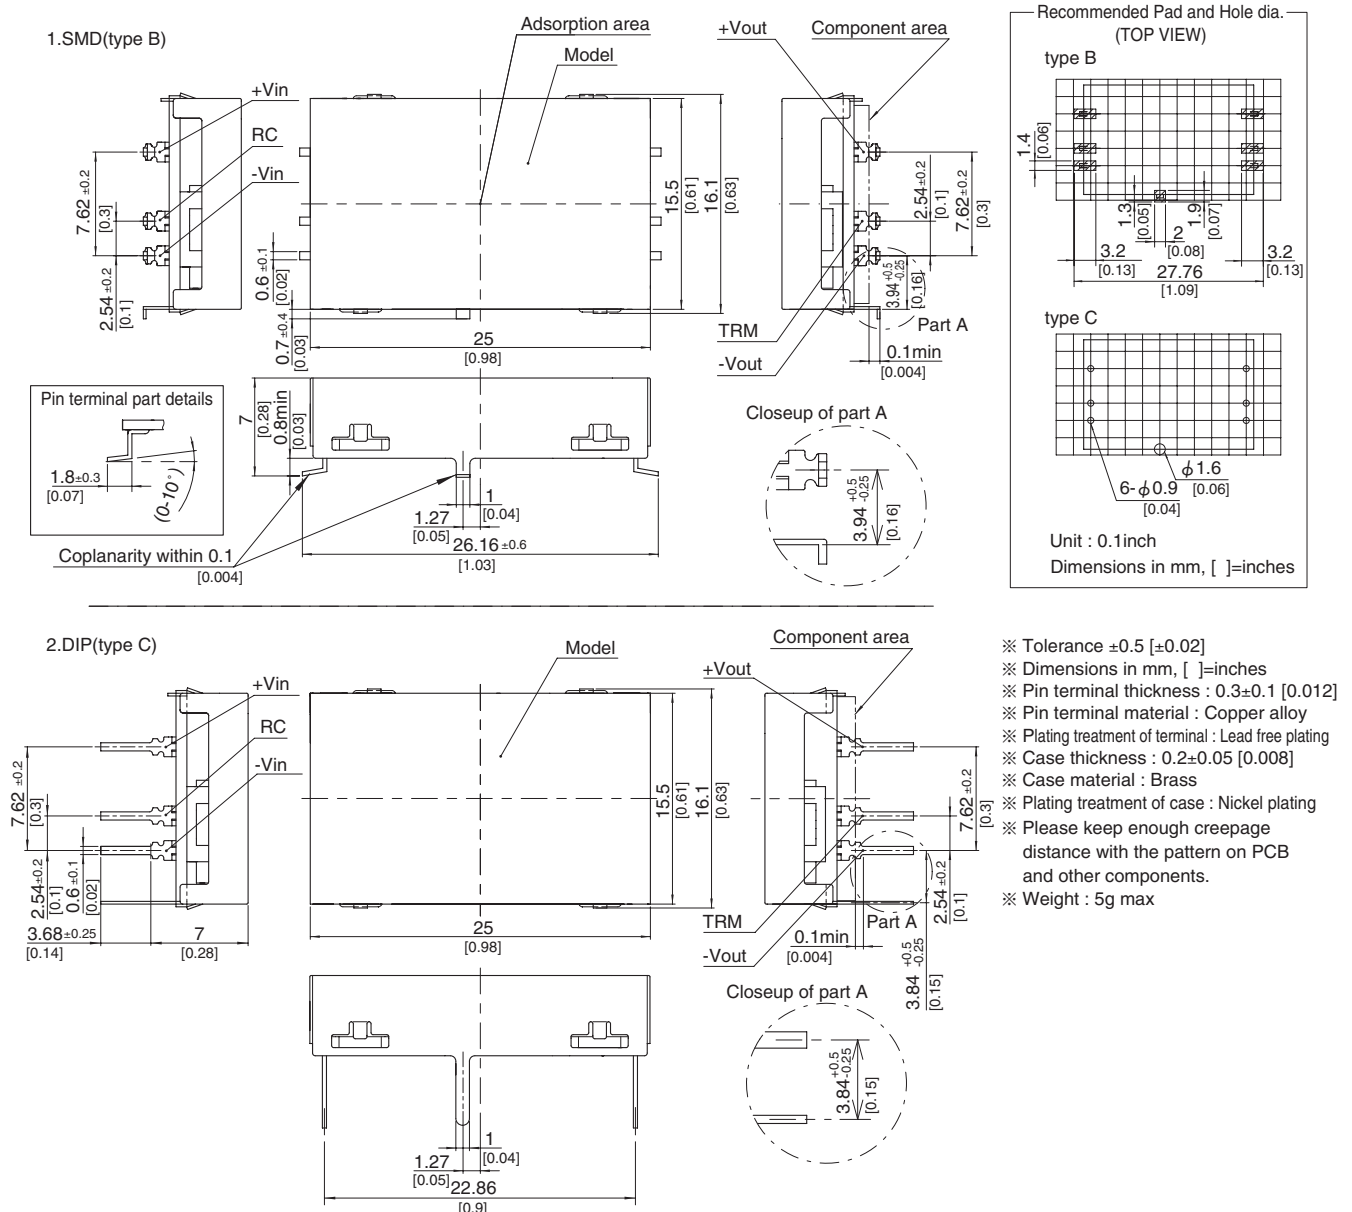 1.SMD(type B)
Adsorption area
Model
+Vin
RC
-Vin
7.62 ±0.2
[0.3]
2.54 ±0.2
[0.1]
0.6 ±0.1
[0.02]
0.7 ±0.4
[0.03]
25
[0.98]
15.5
[0.61]
16.1
[0.63]
+Vout
Component area
2.54 ±0.2
[0.1]
7.62 ±0.2
[0.3]
3.94 +0.5 -0.25
[0.16]
TRM
-Vout
Part A
0.1min
[0.004]
Pin terminal part details
1.8 ±0.3
[0.07]
(0-10°)
7
[0.28]
0.8min
[0.03]
1
[0.04]
1.27
[0.05]
26.16 ±0.6
[1.03]
Coplanarity within 0.1
[0.004]
Closeup of part A
3.94 +0.5 -0.25
[0.16]
Recommended Pad and Hole dia.
(TOP VIEW)
type B
1.4
[0.06]
1.3
[0.05]
1.9
[0.07]
2
[0.08]
3.2
[0.13]
3.2
[0.13]
27.76
[1.09]
type C
φ1.6
[0.06]
6-φ0.9
[0.04]
Unit : 0.1inch
Dimensions in mm, [ ]=inches
2.DIP(type C)
Model
+Vin
RC
-Vin
7.62 ±0.2
[0.3]
2.54 ±0.2
[0.1]
0.6 ±0.1
[0.02]
3.68 ±0.25
[0.14]
7
[0.28]
25
[0.98]
15.5
[0.61]
16.1
[0.63]
Component area
+Vout
TRM
-Vout
Part A
0.1min
[0.004]
7.62 ±0.2
[0.3]
2.54 ±0.2
[0.1]
3.84 +0.5 -0.25
[0.15]
Closeup of part A
3.84 +0.5 -0.25
[0.15]
1
[0.04]
1.27
[0.05]
22.86
[0.9]
※ Tolerance ±0.5 [±0.02]
※ Dimensions in mm, [ ]=inches
※ Pin terminal thickness : 0.3±0.1 [0.012]
※ Pin terminal material : Copper alloy
※ Plating treatment of terminal : Lead free plating
※ Case thickness : 0.2±0.05 [0.008]
※ Case material : Brass
※ Plating treatment of case : Nickel plating
※ Please keep enough creepage
distance with the pattern on PCB
and other components.
※ Weight : 5g max